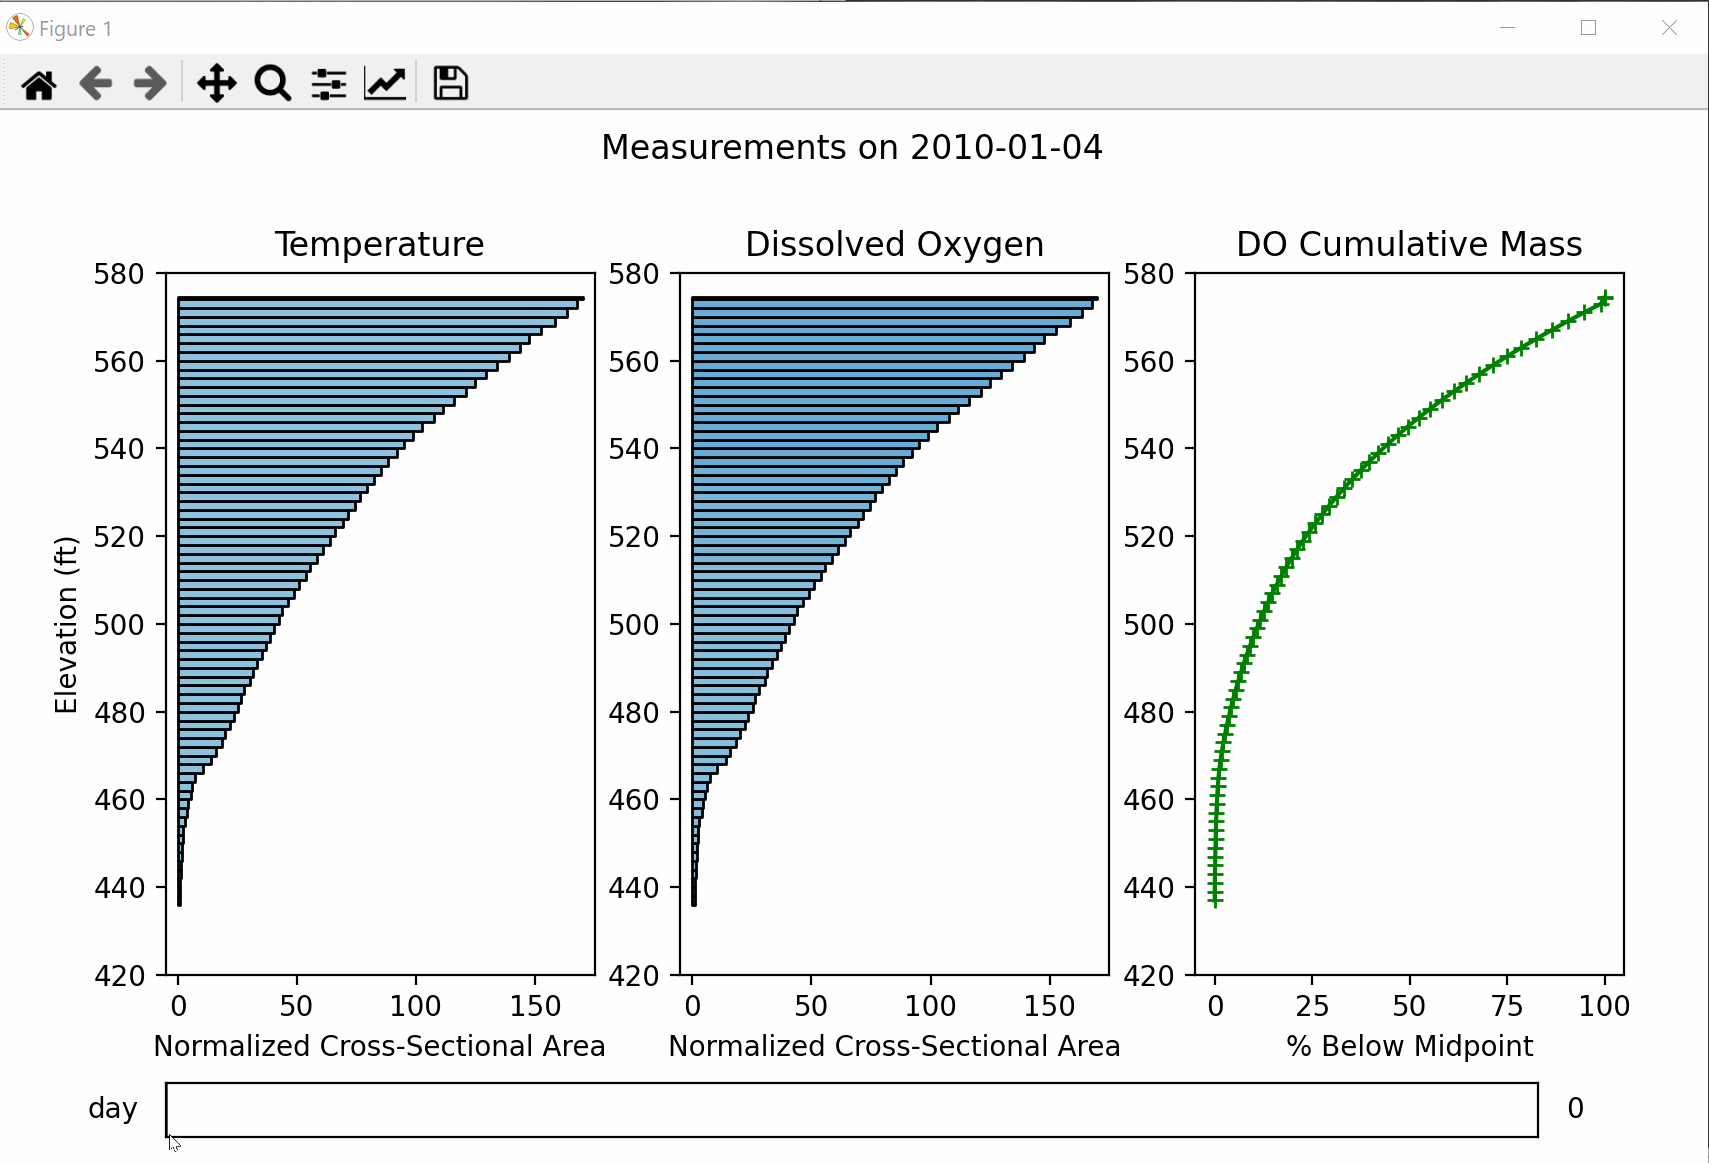 Figure 1
Measurements on 2010-01-04
Temperature
Dissolved Oxygen
DO Cumulative Mass
Elevation (ft)
580
560
540
520
500
480
460
440
420
0 50 100 150
Normalized Cross-Sectional Area
580
560
540
520
500
480
460
440
420
0 50 100 150
Normalized Cross-Sectional Area
580
560
540
520
500
480
460
440
420
0 25 50 75 100
% Below Midpoint
day 0